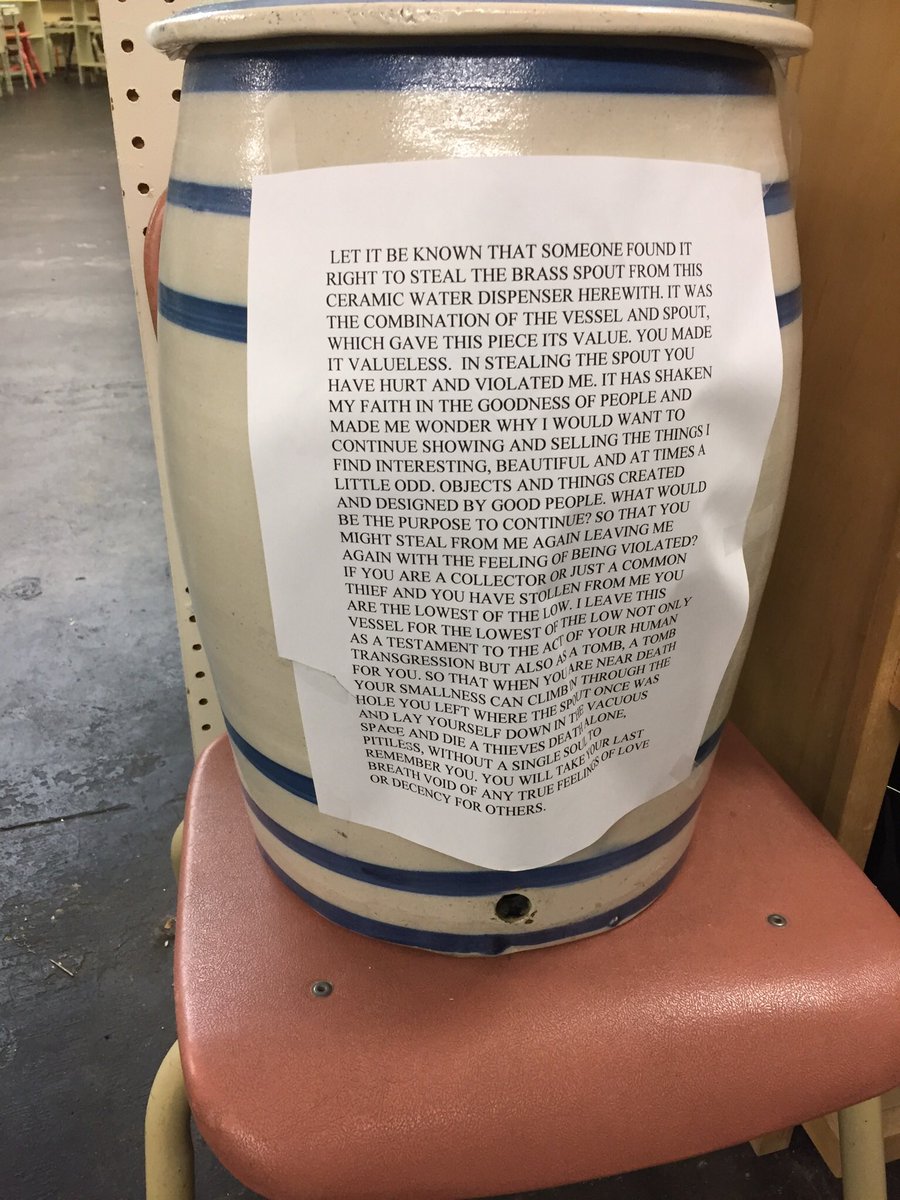 LET IT BE KNOWN THAT SOMEONE FOUND IT
RIGHT TO STEAL THE BRASS SPOUT FROM THIS
CERAMIC WATER DISPENSER HEREWITH. IT WAS
THE COMBINATION OF THE VESSEL AND SPOUT,
WHICH GAVE THIS PIECE ITS VALUE. YOU MADE
IT VALUELESS. IN STEALING THE SPOUT YOU
HAVE HURT AND VIOLATED ME. IT HAS SHAKEN
MY FAITH IN THE GOODNESS OF PEOPLE AND
MADE ME WONDER WHY I WOULD WANT TO
CONTINUE SHOWING AND SELLING THE THINGS I
FIND INTERESTING, BEAUTIFUL AND AT TIMES A
LITTLE ODD. OBJECTS AND THINGS CREATED
AND DESIGNED BY GOOD PEOPLE. WHAT WOULD
BE THE PURPOSE TO CONTINUE? SO THAT YOU
MIGHT STEAL FROM ME AGAIN LEAVING ME
AGAIN WITH THE FEELING OF BEING VIOLATED?
IF YOU ARE A COLLECTOR OR JUST A COMMON
THIEF AND YOU HAVE STOLLEN FROM ME YOU
ARE THE LOWEST OF THE LOW. I LEAVE THIS
VESSEL FOR THE LOWEST OF THE LOW NOT ONLY
AS A TESTAMENT TO THE ACT OF YOUR HUMAN
TRANSGRESSION BUT ALSO AS A TOMB, A TOMB
FOR YOU. SO THAT WHEN YOU ARE NEAR DEATH
YOUR SMALLNESS CAN CLIMB IN THROUGH THE
HOLE YOU LEFT WHERE THE SPOUT ONCE WAS
AND LAY YOURSELF DOWN IN THE VACUOUS
SPACE AND DIE A THIEVES DEATH ALONE,
PITILESS, WITHOUT A SINGLE SOUL TO
REMEMBER YOU. YOU WILL TAKE YOUR LAST
BREATH VOID OF ANY TRUE FEELINGS OF LOVE
OR DECENCY FOR OTHERS.